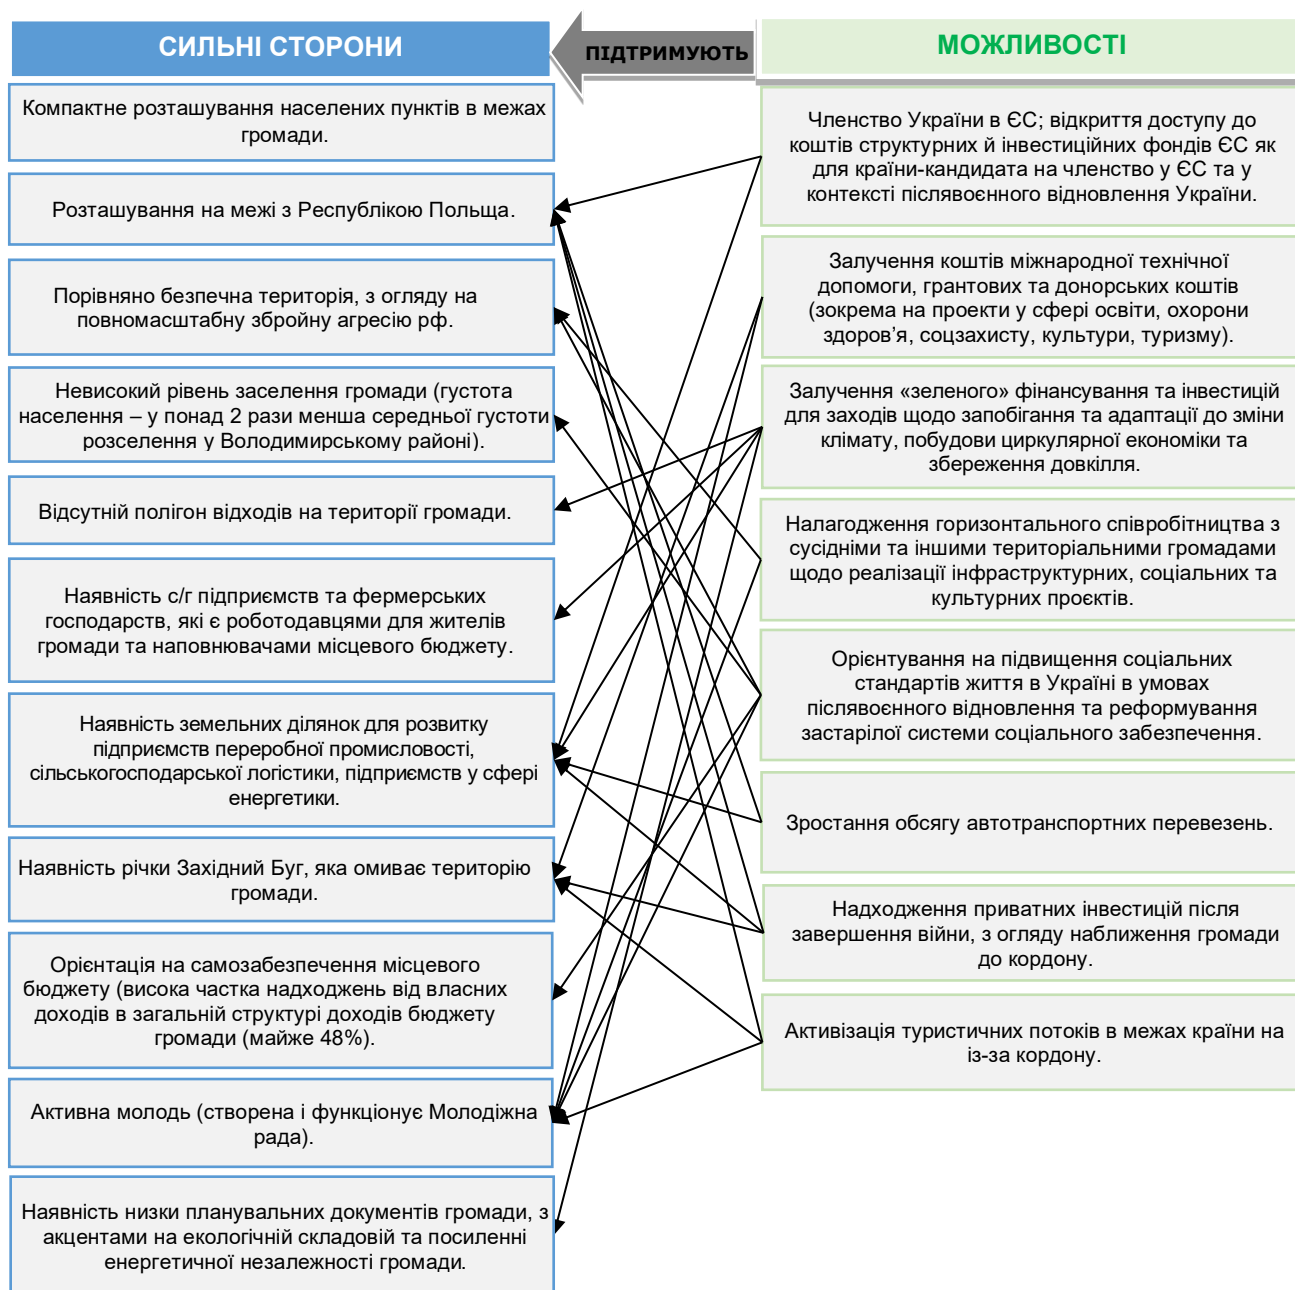 СИЛЬНІ СТОРОНИ
ПІДТРИМУЮТЬ
МОЖЛИВОСТІ
Компактне розташування населених пунктів в межах
громади.
Розташування на межі з Республікою Польща.
Порівняно безпечна територія, з огляду на
повномасштабну збройну агресію рф.
Невисокий рівень заселення громади (густота
населення – у понад 2 рази менша середньої густоти
розселення у Володимирському районі).
Відсутній полігон відходів на території громади.
Наявність с/г підприємств та фермерських
господарств, які є роботодавцями для жителів
громади та наповнювачами місцевого бюджету.
Наявність земельних ділянок для розвитку
підприємств переробної промисловості,
сільськогосподарської логістики, підприємств у сфері
енергетики.
Наявність річки Західний Буг, яка омиває територію
громади.
Орієнтація на самозабезпечення місцевого
бюджету (висока частка надходжень від власних
доходів в загальній структурі доходів бюджету
громади (майже 48%).
Активна молодь (створена і функціонує Молодіжна
рада).
Наявність низки планувальних документів громади, з
акцентами на екологічній складовій та посиленні
енергетичної незалежності громади.
Членство України в ЄС; відкриття доступу до
коштів структурних й інвестиційних фондів ЄС як
для країни-кандидата на членство у ЄС та у
контексті післявоєнного відновлення України.
Залучення коштів міжнародної технічної
допомоги, грантових та донорських коштів
(зокрема на проекти у сфері освіти, охорони
здоров’я, соцзахисту, культури, туризму).
Залучення «зеленого» фінансування та інвестицій
для заходів щодо запобігання та адаптації до зміни
клімату, побудови циркулярної економіки та
збереження довкілля.
Налагодження горизонтального співробітництва з
сусідніми та іншими територіальними громадами
щодо реалізації інфраструктурних, соціальних та
культурних проєктів.
Орієнтування на підвищення соціальних
стандартів життя в Україні в умовах
післявоєнного відновлення та реформування
застарілої системи соціального забезпечення.
Зростання обсягу автотранспортних перевезень.
Надходження приватних інвестицій після
завершення війни, з огляду наближення громади
до кордону.
Активізація туристичних потоків в межах країни на
із-за кордону.